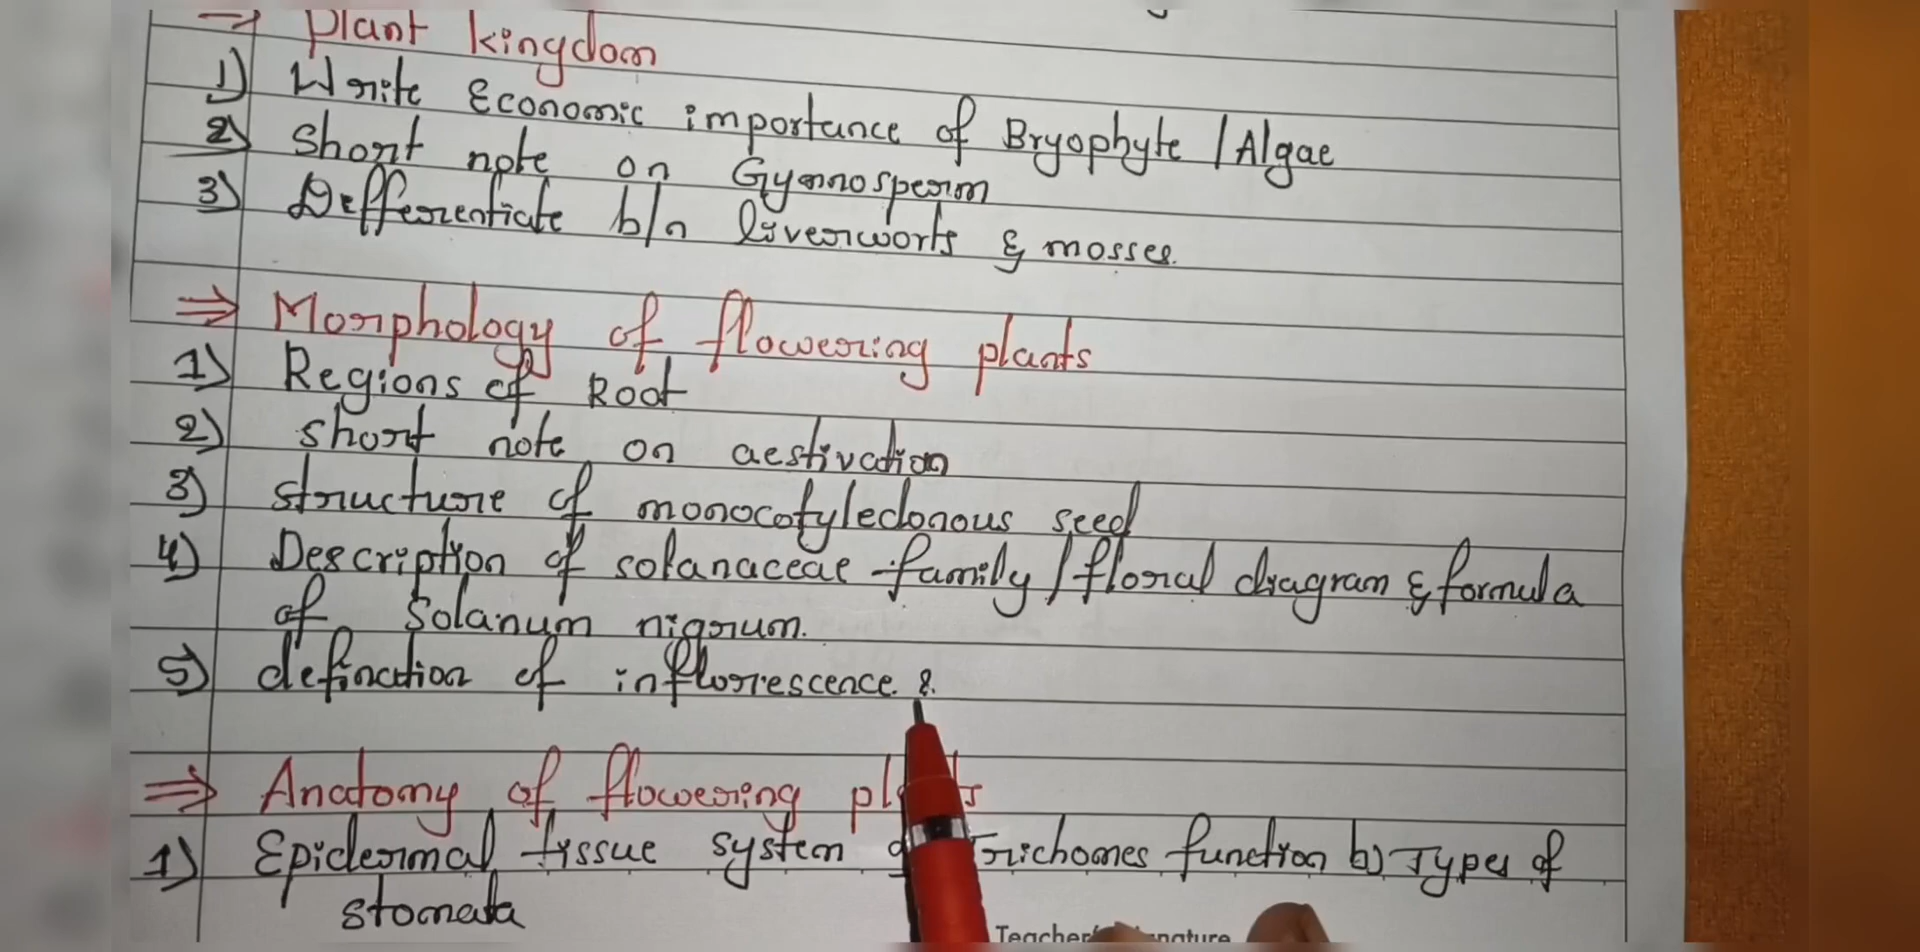 ⇒ Plant kingdom
1) Write Economic importance of Bryophyte / Algae
2) Short note on Gymnosperm
3) Defferentiate b/n liverworts & mosses.
⇒ Morphology of flowering plants
1) Regions of Root
2) short note on aestivation
3) structure of monocotyledonous seed
4) Description of solanaceae family / floral diagram & formula
of Solanum nigrum.
5) defination of inflorescence. &.
⇒ Anatomy of flowering
1) Epidermal tissue system Trichomes function b) Types of
stomata